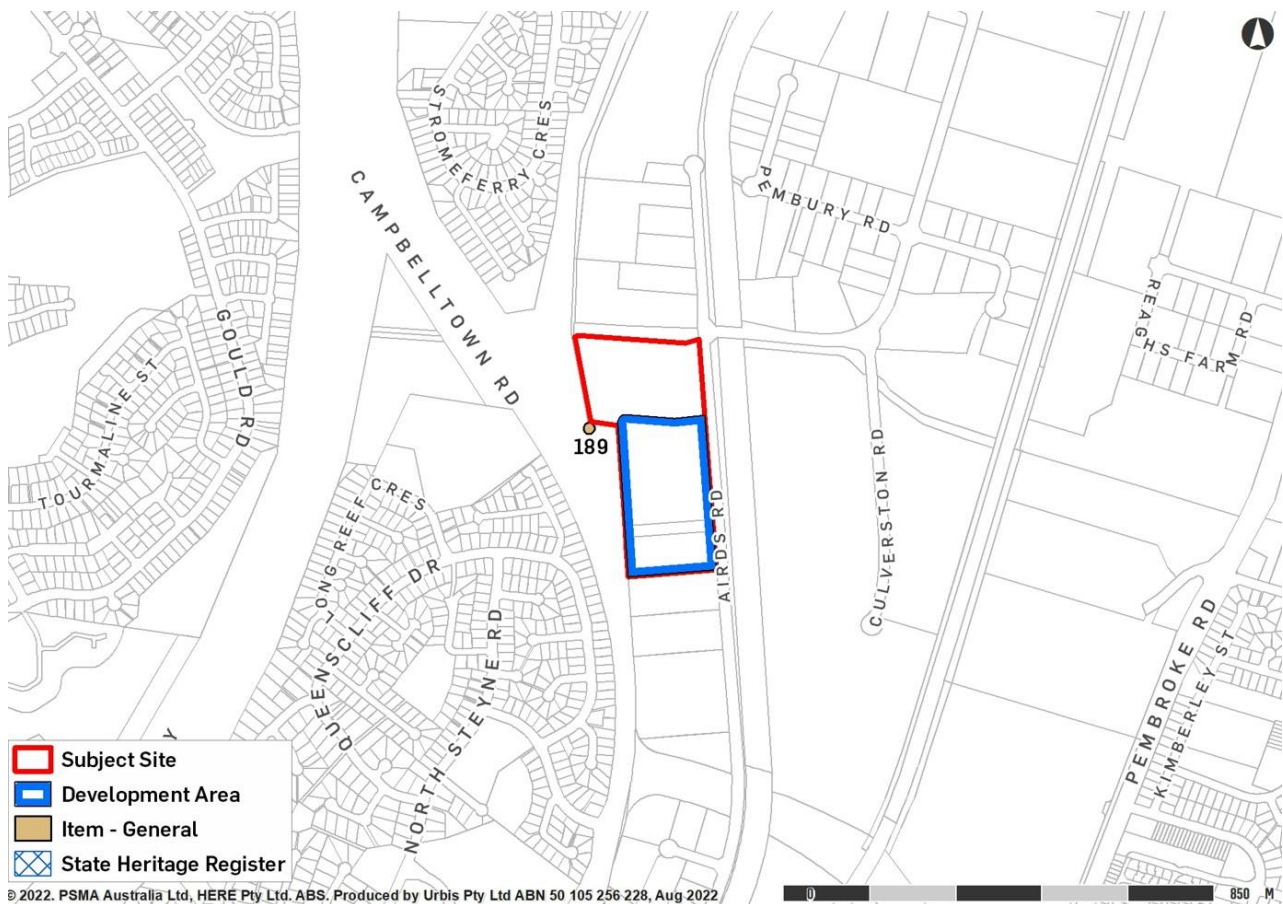 STROMEFERRY CRES
CAMPBELLTOWN RD
PEMBURY RD
REAGHS FARM RD
GOULD RD
TOURMALINE ST
189
LONG REEF CRES
QUEENSCLIFF DR
NORTH STEYNE RD
AIRDS RD
CULVERSTON RD
PEMBROKE RD
KIMBERLEY ST
Y
Subject Site
Development Area
Item - General
State Heritage Register
© 2022. PSMA Australia Ltd, HERE Pty Ltd. ABS. Produced by Urbis Pty Ltd ABN 50 105 256 228, Aug 2022
0 850 M